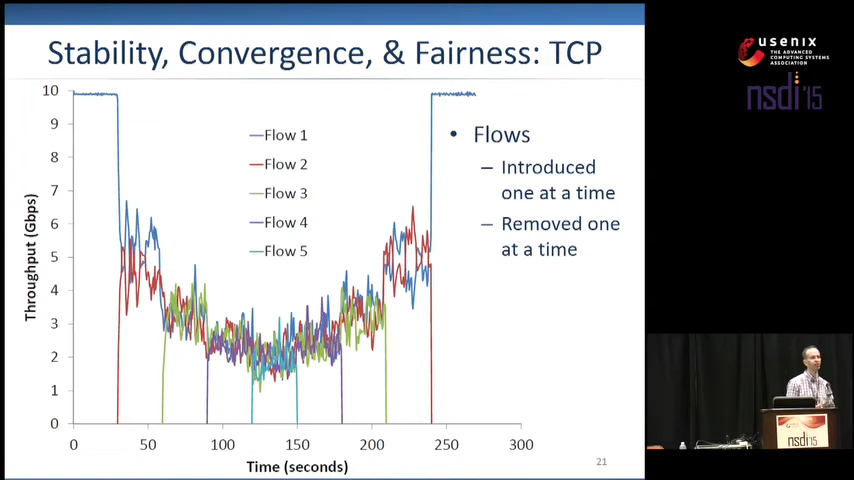 Stability, Convergence, & Fairness: TCP
usenix
THE ADVANCED
COMPUTING SYSTEMS
ASSOCIATION
nsdi '15
10
9
8
7
6
5
4
3
2
1
0
Throughput (Gbps)
Flow 1
Flow 2
Flow 3
Flow 4
Flow 5
• Flows
– Introduced
one at a time
– Removed one
at a time
0 50 100 150 200 250 300
Time (seconds)
21
nsdi'15